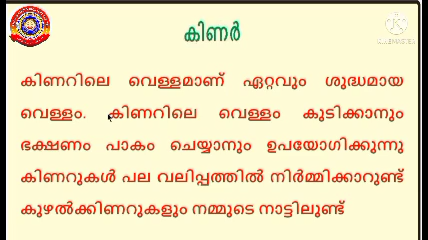 കിണർ
കിണറിലെ വെള്ളമാണ് ഏറ്റവും ശുദ്ധമായ
വെള്ളം. കിണറിലെ വെള്ളം കുടിക്കാനും
ഭക്ഷണം പാകം ചെയ്യാനും ഉപയോഗിക്കുന്നു
കിണറുകൾ പല വലിപ്പത്തിൽ നിർമ്മിക്കാറുണ്ട്
കുഴൽക്കിണറുകളും നമ്മുടെ നാട്ടിലുണ്ട്